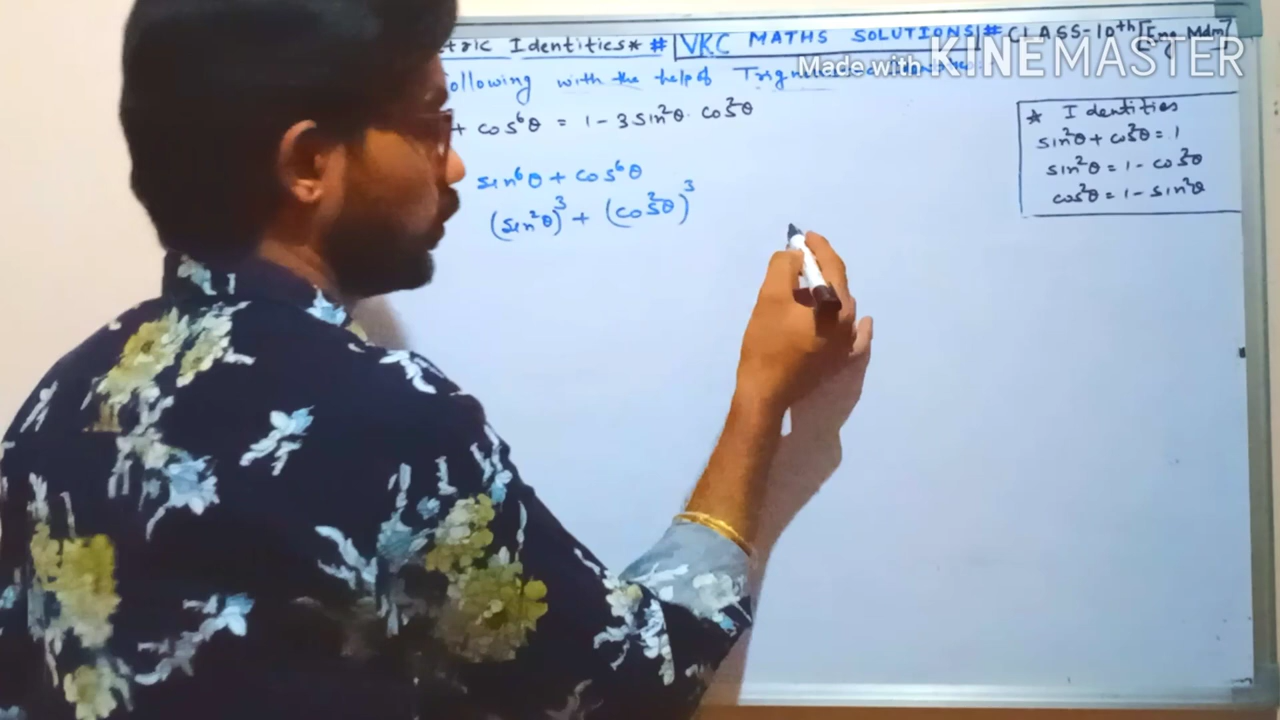 tric Identities* # VKC MATHS SOLUTIONS # CLASS-10th [Eng Mdm]
Made with KINEMASTER
ollowing with the help of
+ cos⁶θ = 1 - 3 sin²θ. cos²θ
* Identities
sin²θ + cos²θ = 1
sin²θ = 1 - cos²θ
cos²θ = 1 - sin²θ
sin⁶θ + cos⁶θ
(sin²θ)³ + (cos²θ)³